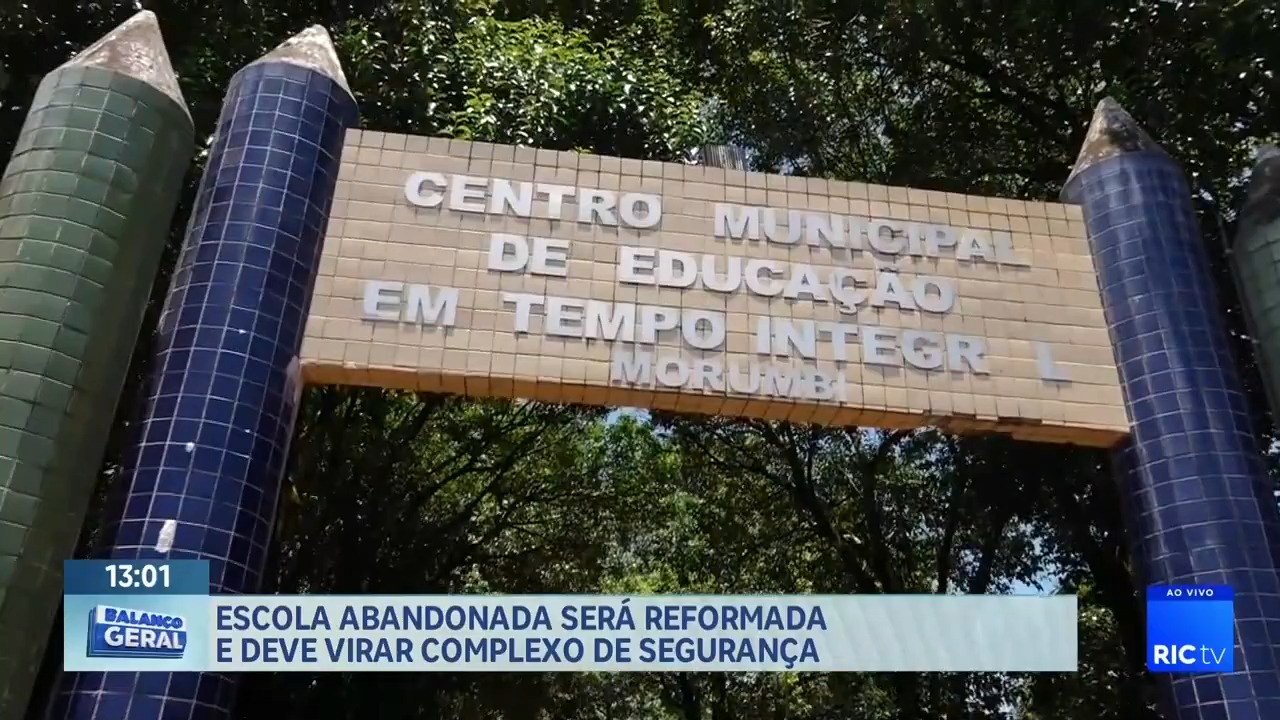 CENTRO MUNICIPAL
DE EDUCAÇÃO
EM TEMPO INTEGR L
MORUMBI
13:01
BALANÇO
GERAL
ESCOLA ABANDONADA SERÁ REFORMADA
E DEVE VIRAR COMPLEXO DE SEGURANÇA
AO VIVO
RIC tv